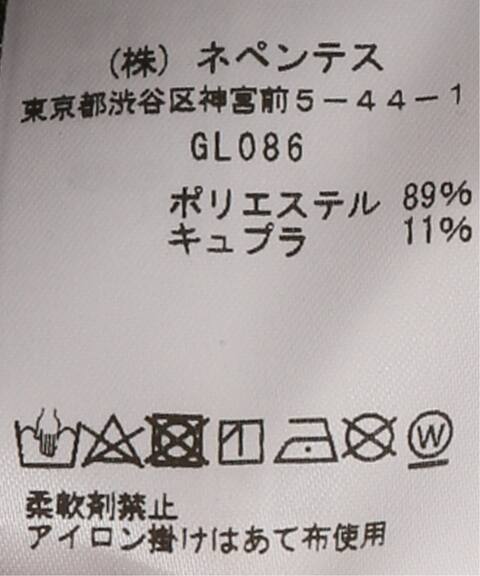 （株）ネペンテス
東京都渋谷区神宮前5－44－1
GL086
ポリエステル 89%
キュプラ 11%
W
柔軟剤禁止
アイロン掛けはあて布使用